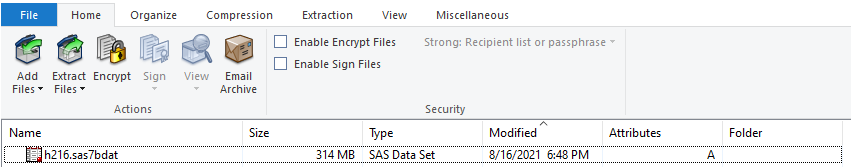 File Home Organize Compression Extraction View Miscellaneous
Add Files Extract Files Encrypt Sign View Email Archive
Enable Encrypt Files Strong: Recipient list or passphrase
Enable Sign Files
Actions Security
Name Size Type Modified Attributes Folder
h216.sas7bdat 314 MB SAS Data Set 8/16/2021 6:48 PM A